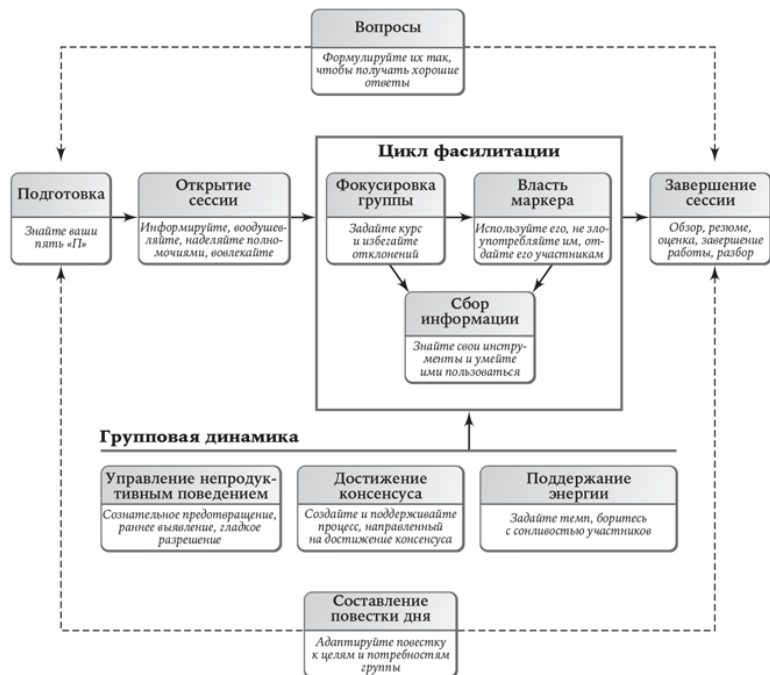 Вопросы
Формулируйте их так,
чтобы получать хорошие
ответы
Цикл фасилитации
Подготовка
Знайте ваши
пять «П»
Открытие
сессии
Информируйте, воодушев-
ляйте, наделяйте полно-
мочиями, вовлекайте
Фокусировка
группы
Задайте курс
и избегайте
отклонений
Власть
маркера
Используйте его, не зло-
употребляйте им, от-
дайте его участникам
Завершение
сессии
Обзор, резюме,
оценка, завершение
работы, разбор
Сбор
информации
Знайте свои инстру-
менты и умейте
ими пользоваться
Групповая динамика
Управление непродук-
тивным поведением
Сознательное предотвращение,
раннее выявление, гладкое
разрешение
Достижение
консенсуса
Создайте и поддерживайте
процесс, направленный
на достижение консенсуса
Поддержание
энергии
Задайте темп, боритесь
с сонливостью участников
Составление
повестки дня
Адаптируйте повестку
к целям и потребностям
группы